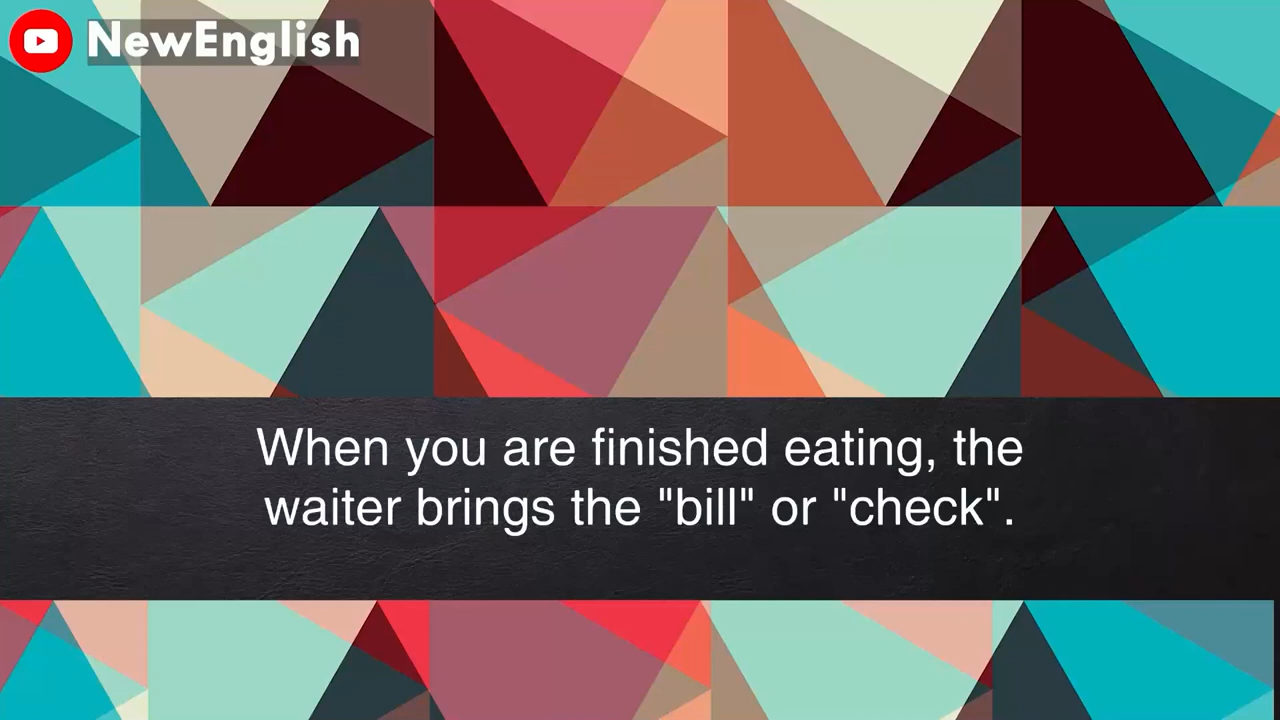 NewEnglish
When you are finished eating, the
waiter brings the "bill" or "check".